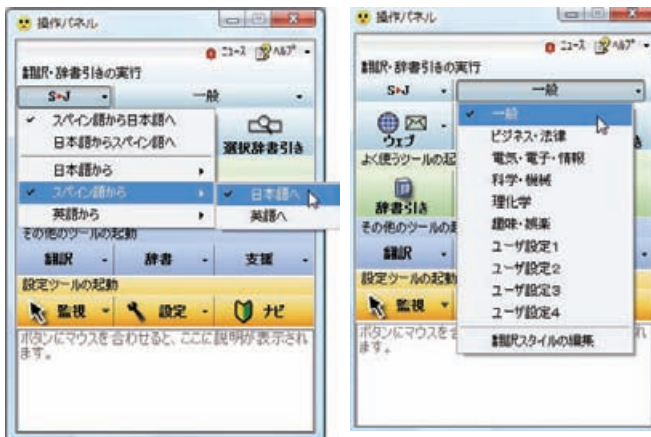 操作パネル
ニュース ヘルプ
翻訳・辞書引きの実行
S▸J 一般
スペイン語から日本語へ
日本語からスペイン語へ
選択辞書引き
日本語から
スペイン語から
日本語へ
英語から
英語へ
その他のツールの起動
翻訳 辞書 支援
設定ツールの起動
監視 設定 ナビ
ボタンにマウスを合わせると、ここに説明が表示され
ます。
操作パネル
ニュース ヘルプ
翻訳・辞書引きの実行
S▸J 一般
一般
ウェブ
ビジネス・法律
よく使うツールの起
電気・電子・情報
科学・機械
理化学
辞書引き
趣味・娯楽
その他のツールの起
ユーザ設定1
翻訳
ユーザ設定2
設定ツールの起動
ユーザ設定3
監視
ユーザ設定4
ボタンにマウスを合
翻訳スタイルの編集
ます。